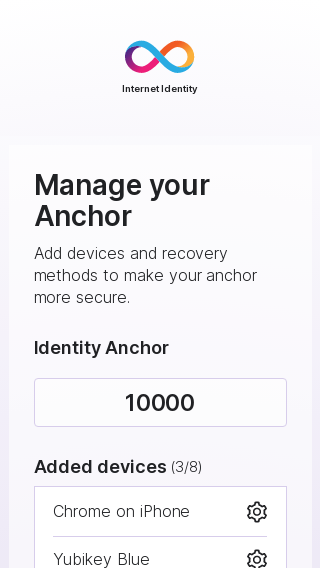 Internet Identity
Manage your
Anchor
Add devices and recovery
methods to make your anchor
more secure.
Identity Anchor
10000
Added devices (3/8)
Chrome on iPhone
Yubikey Blue